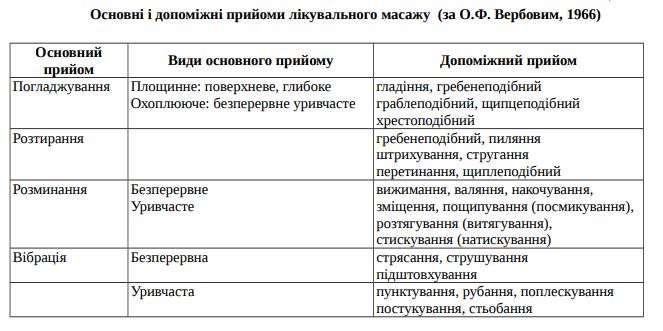 Основні і допоміжні прийоми лікувального масажу (за О.Ф. Вербовим, 1966)
Основний прийом
Види основного прийому
Допоміжний прийом
Погладжування
Площинне: поверхневе, глибоке
Охоплююче: безперервне уривчасте
гладіння, гребенеподібний
граблеподібний, щипцеподібний
хрестоподібний
Розтирання
гребенеподібний, пиляння
штрихування, стругання
перетинання, щиплеподібний
Розминання
Безперервне
Уривчасте
вижимання, валяння, накочування,
зміщення, пощипування (посмикування),
розтягування (витягування),
стискування (натискування)
Вібрація
Безперервна
стрясання, струшування
підштовхування
Уривчаста
пунктування, рубання, поплескування
постукування, стьобання